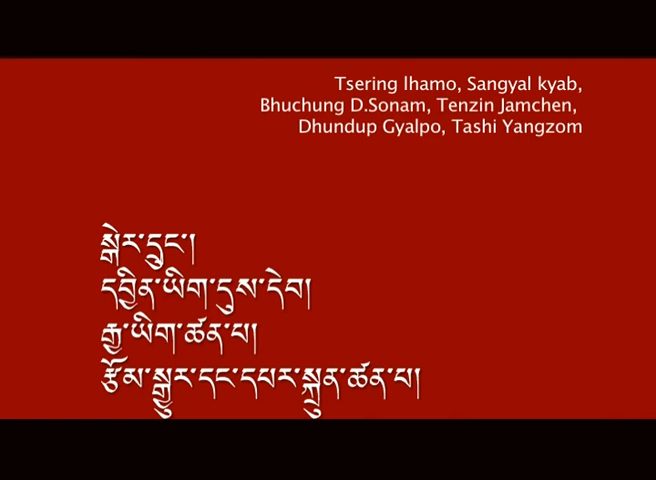 Tsering lhamo, Sangyal kyab,
Bhuchung D.Sonam, Tenzin Jamchen,
Dhundup Gyalpo, Tashi Yangzom
སྒེར་དྲུང་།
དབྱིན་ཡིག་དུས་དེབ།
རྒྱ་ཡིག་ཚན་པ།
རྩོམ་སྒྱུར་དང་དཔར་སྐྲུན་ཚན་པ།